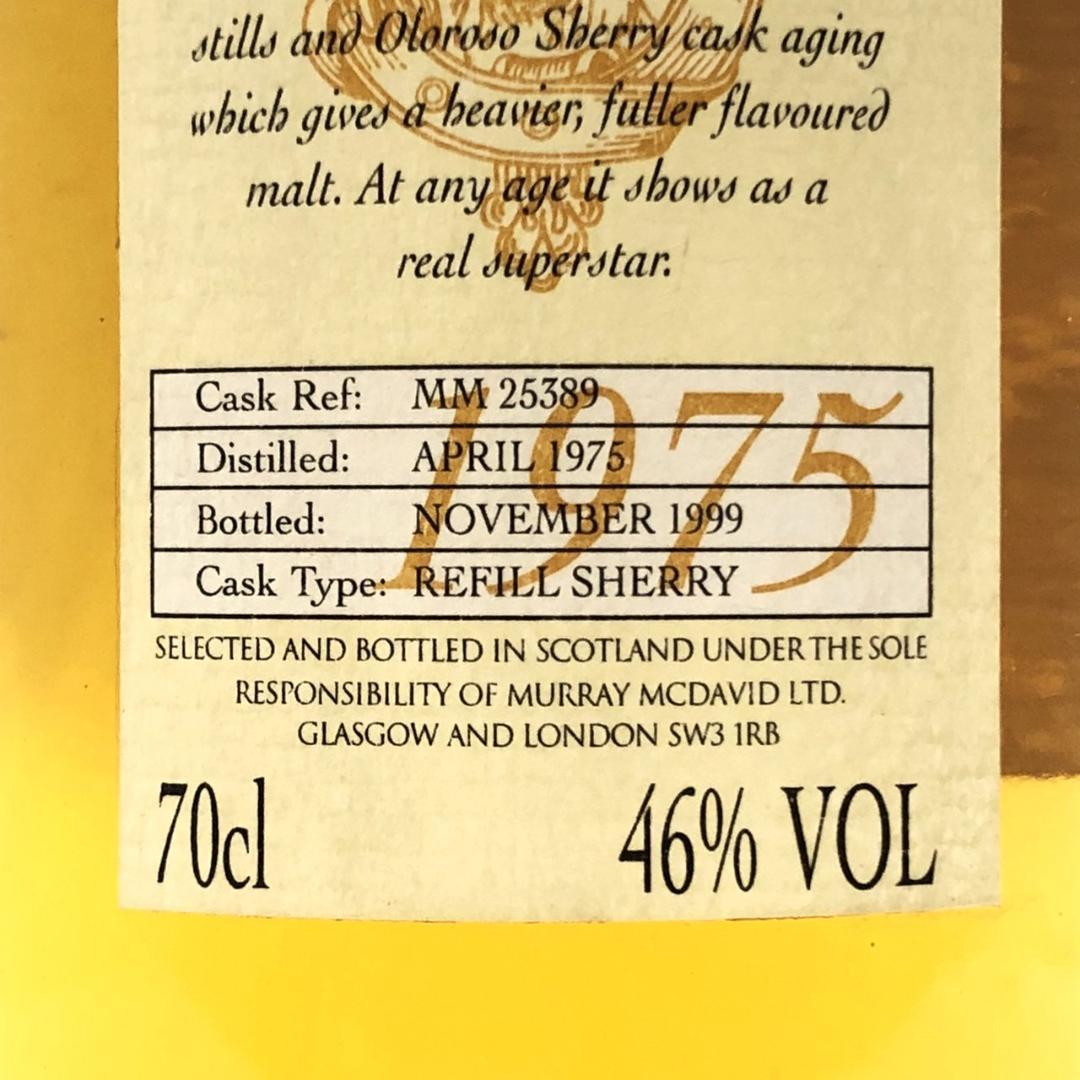 stills and Oloroso Sherry cask aging
which gives a heavier, fuller flavoured
malt. At any age it shows as a
real superstar.
1975
Cask Ref: MM 25389
Distilled: APRIL 1975
Bottled: NOVEMBER 1999
Cask Type: REFILL SHERRY
SELECTED AND BOTTLED IN SCOTLAND UNDER THE SOLE
RESPONSIBILITY OF MURRAY MCDAVID LTD.
GLASGOW AND LONDON SW3 1RB
70cl 46% VOL